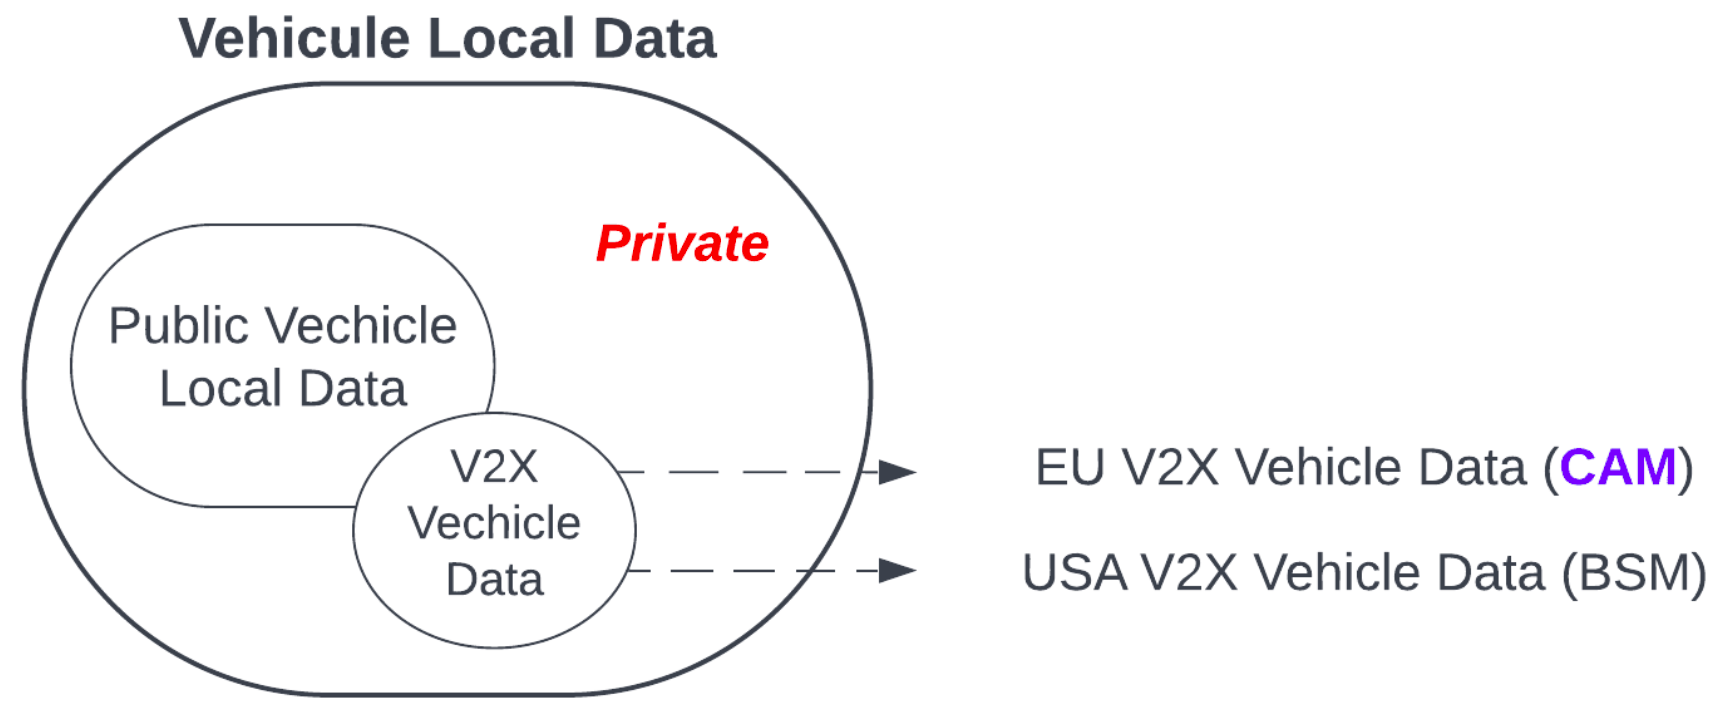 Vehicule Local Data
Private
Public Vechicle
Local Data
V2X
Vechicle
Data
EU V2X Vehicle Data (CAM)
USA V2X Vehicle Data (BSM)